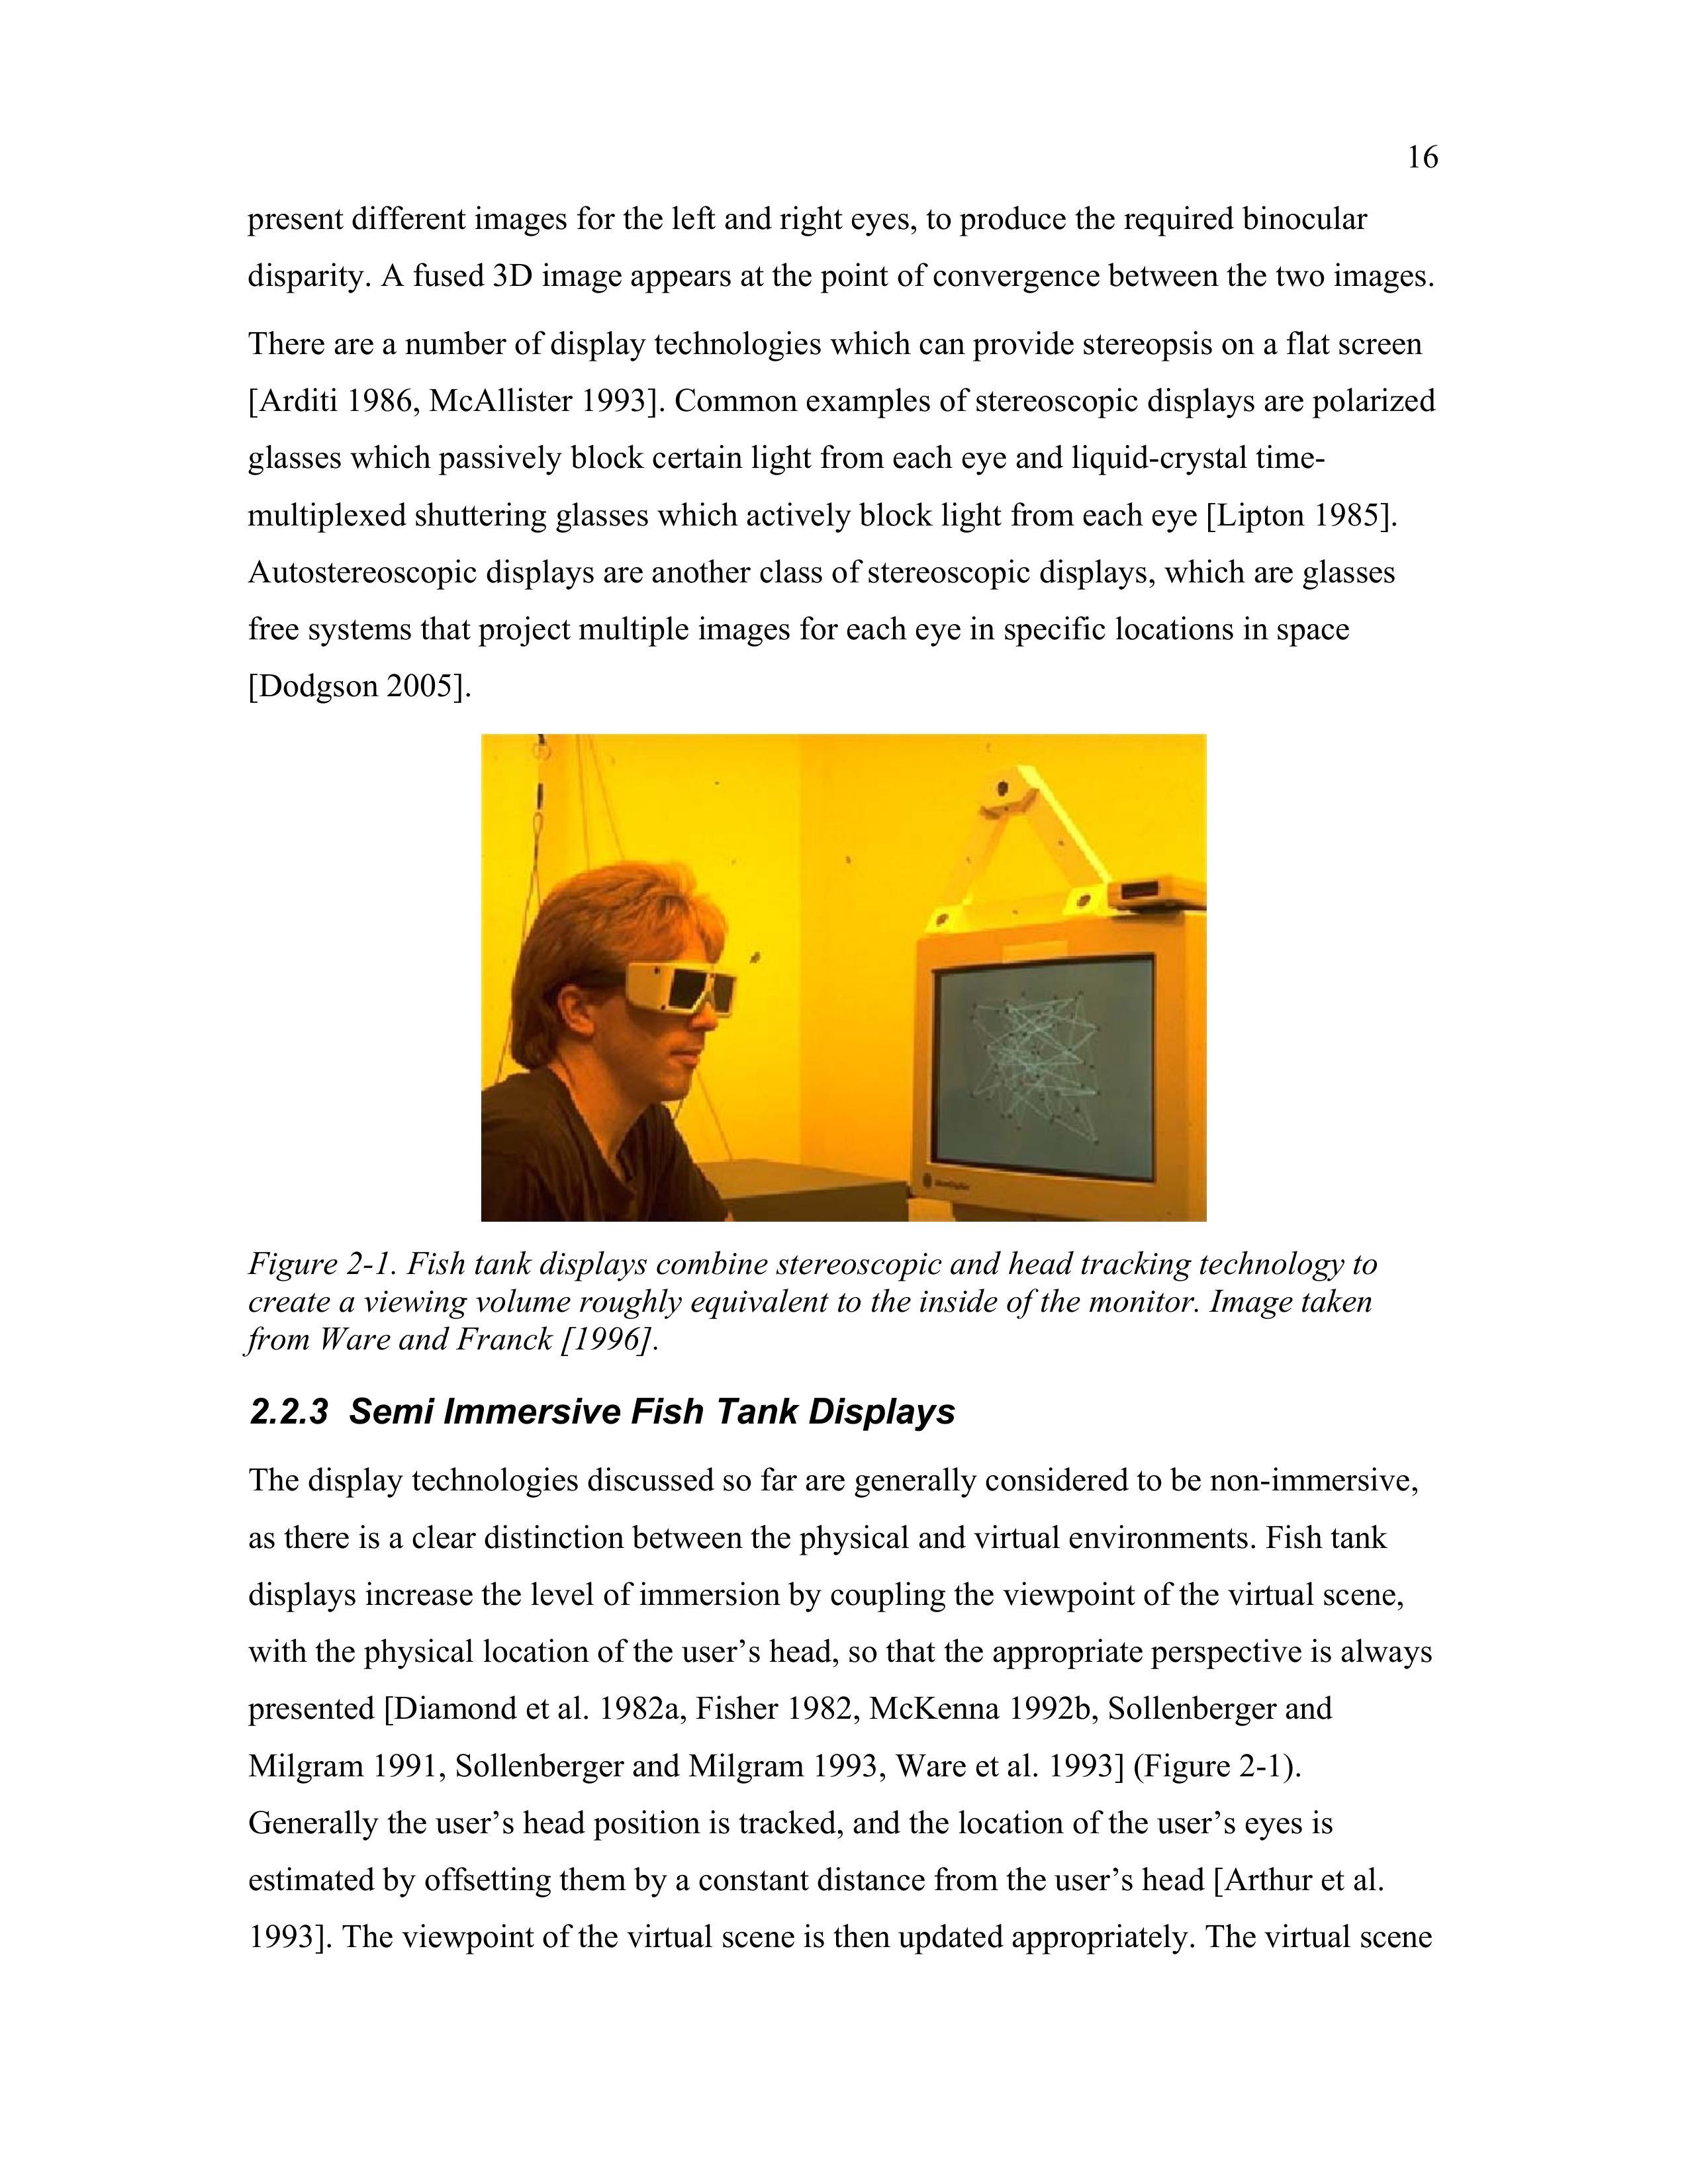 16
present different images for the left and right eyes, to produce the required binocular
disparity. A fused 3D image appears at the point of convergence between the two images.
There are a number of display technologies which can provide stereopsis on a flat screen
[Arditi 1986, McAllister 1993]. Common examples of stereoscopic displays are polarized
glasses which passively block certain light from each eye and liquid-crystal time-
multiplexed shuttering glasses which actively block light from each eye [Lipton 1985].
Autostereoscopic displays are another class of stereoscopic displays, which are glasses
free systems that project multiple images for each eye in specific locations in space
[Dodgson 2005].
Figure 2-1. Fish tank displays combine stereoscopic and head tracking technology to
create a viewing volume roughly equivalent to the inside of the monitor. Image taken
from Ware and Franck [1996].
2.2.3 Semi Immersive Fish Tank Displays
The display technologies discussed so far are generally considered to be non-immersive,
as there is a clear distinction between the physical and virtual environments. Fish tank
displays increase the level of immersion by coupling the viewpoint of the virtual scene,
with the physical location of the user’s head, so that the appropriate perspective is always
presented [Diamond et al. 1982a, Fisher 1982, McKenna 1992b, Sollenberger and
Milgram 1991, Sollenberger and Milgram 1993, Ware et al. 1993] (Figure 2-1).
Generally the user’s head position is tracked, and the location of the user’s eyes is
estimated by offsetting them by a constant distance from the user’s head [Arthur et al.
1993]. The viewpoint of the virtual scene is then updated appropriately. The virtual scene